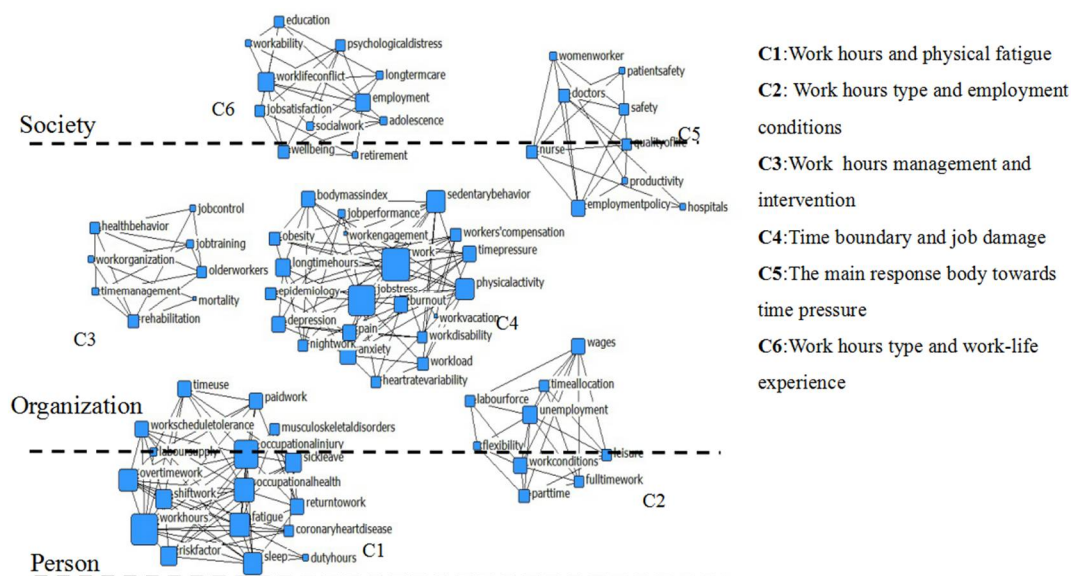 education
workability
psychologicaldistress
worklifeconflict
longtermcare
employment
jobsatisfaction
C6
socialwork
adolescence
wellbeing
retirement
Society
womenworker
patientsafety
doctors
safety
C5
qualityoflife
nurse
productivity
employmentpolicy
hospitals
jobcontrol
healthbehavior
jobtraining
workorganization
olderworkers
timemanagement
mortality
rehabilitation
C3
bodymassindex
sedentarybehavior
jobperformance
workengagement
workers'compensation
obesity
work
timepressure
longtimehours
jobstress
physicalactivity
epidemiology
burnout
workvacation
C4
depression
pain
workdisability
nightwork
anxiety
workload
heartratevariability
Organization
timeuse
paidwork
workscheduletolerance
musculoskeletaldisorders
occupationalinjury
laboursupply
sickleave
overtimework
occupationalhealth
shiftwork
returntowork
workhours
fatigue
coronaryheartdisease
C1
riskfactor
sleep
dutyhours
Person
wages
timeallocation
labourforce
unemployment
flexibility
leisure
workconditions
fulltimework
parttime
C2
C1:Work hours and physical fatigue
C2: Work hours type and employment
conditions
C3:Work hours management and
intervention
C4:Time boundary and job damage
C5:The main response body towards
time pressure
C6:Work hours type and work-life
experience